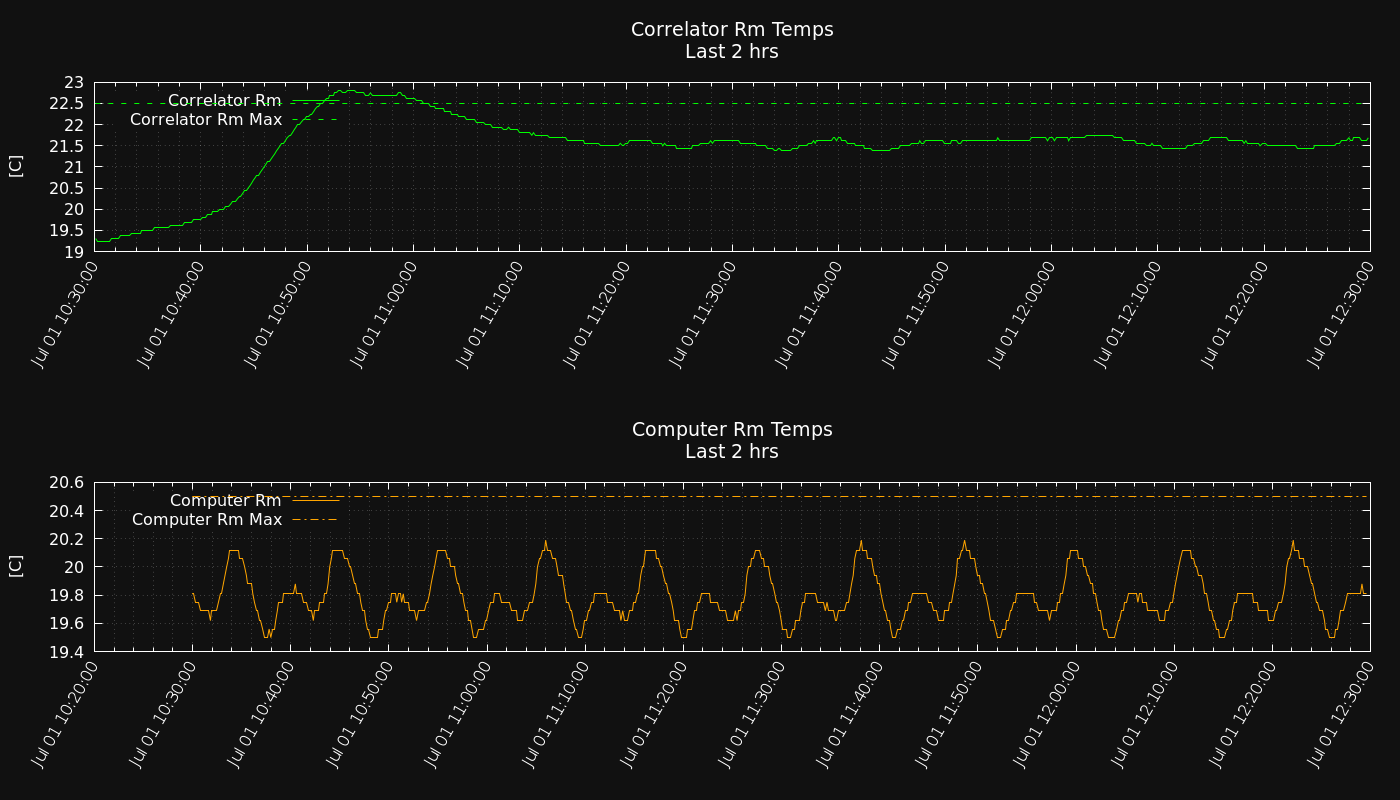 Correlator Rm Temps
Last 2 hrs
[C]
23
22.5
22
21.5
21
20.5
20
19.5
19
Correlator Rm
Correlator Rm Max
Jul 01 10:30:00
Jul 01 10:40:00
Jul 01 10:50:00
Jul 01 11:00:00
Jul 01 11:10:00
Jul 01 11:20:00
Jul 01 11:30:00
Jul 01 11:40:00
Jul 01 11:50:00
Jul 01 12:00:00
Jul 01 12:10:00
Jul 01 12:20:00
Jul 01 12:30:00
Computer Rm Temps
Last 2 hrs
[C]
20.6
20.4
20.2
20
19.8
19.6
19.4
Computer Rm
Computer Rm Max
Jul 01 10:20:00
Jul 01 10:30:00
Jul 01 10:40:00
Jul 01 10:50:00
Jul 01 11:00:00
Jul 01 11:10:00
Jul 01 11:20:00
Jul 01 11:30:00
Jul 01 11:40:00
Jul 01 11:50:00
Jul 01 12:00:00
Jul 01 12:10:00
Jul 01 12:20:00
Jul 01 12:30:00